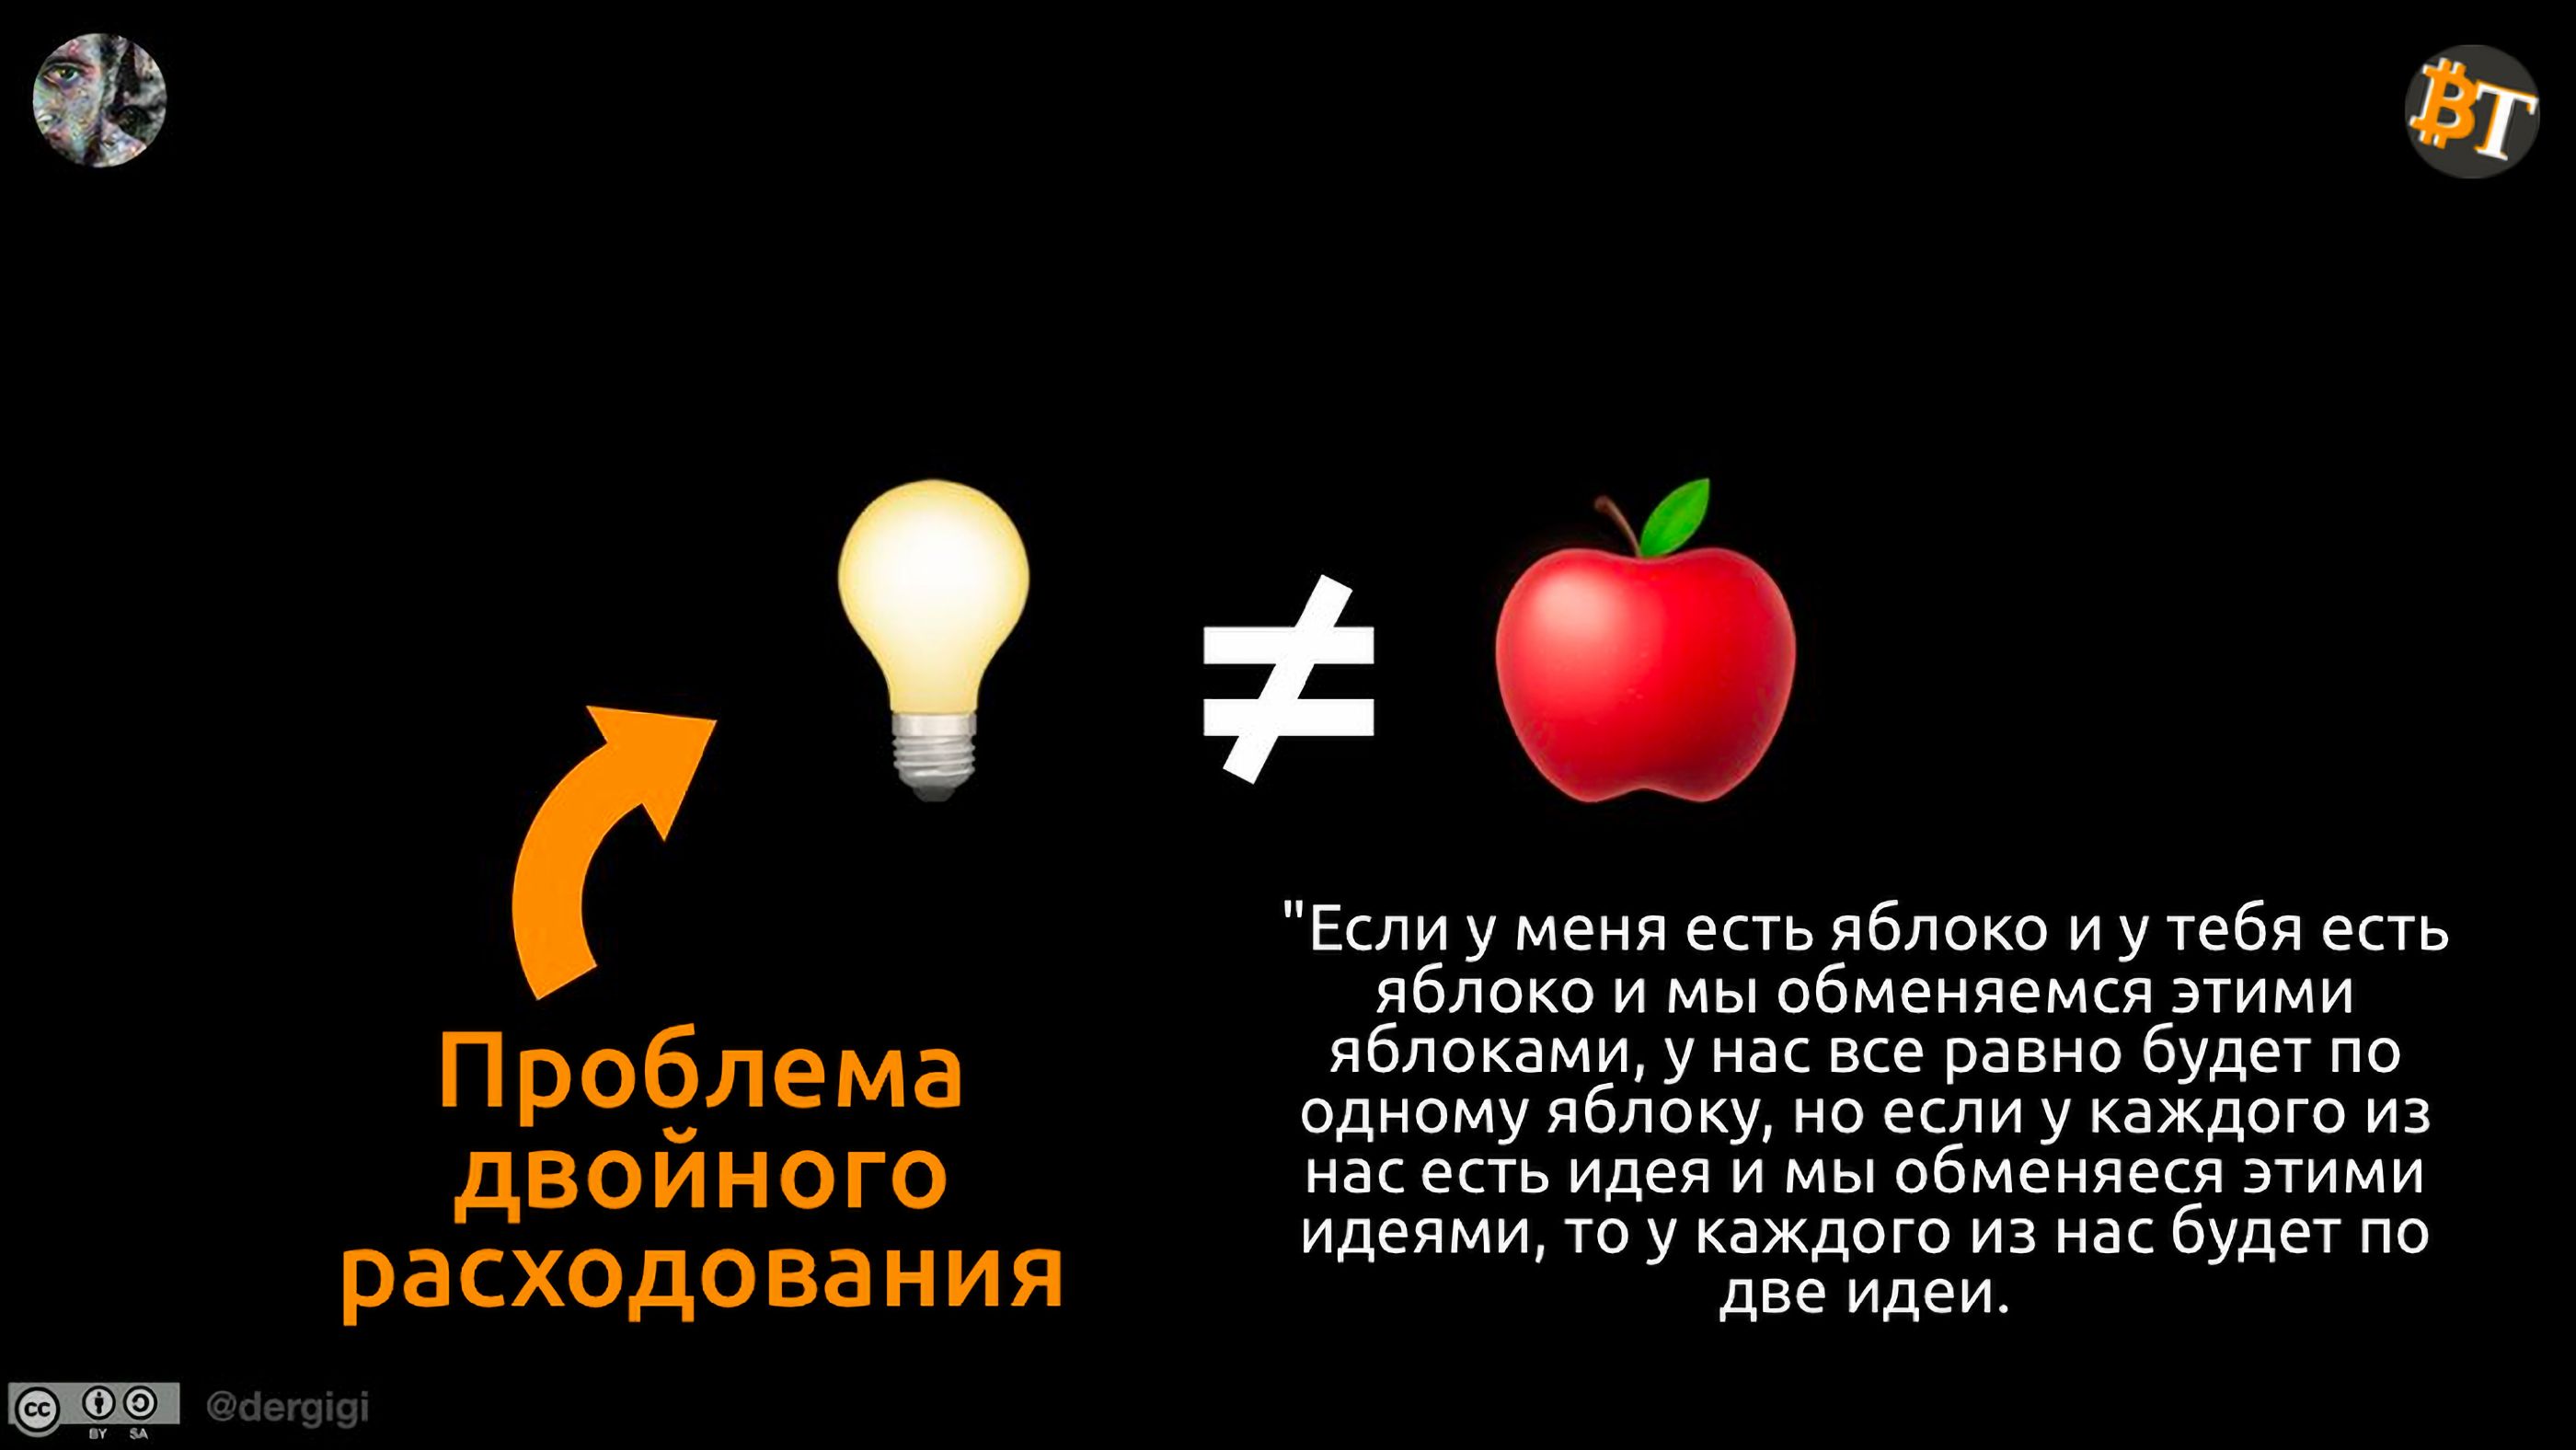 BT
≠
Проблема
двойного
расходования
"Если у меня есть яблоко и у тебя есть
яблоко и мы обменяемся этими
яблоками, у нас все равно будет по
одному яблоку, но если у каждого из
нас есть идея и мы обменяеся этими
идеями, то у каждого из нас будет по
две идеи.
cc BY SA @dergigi